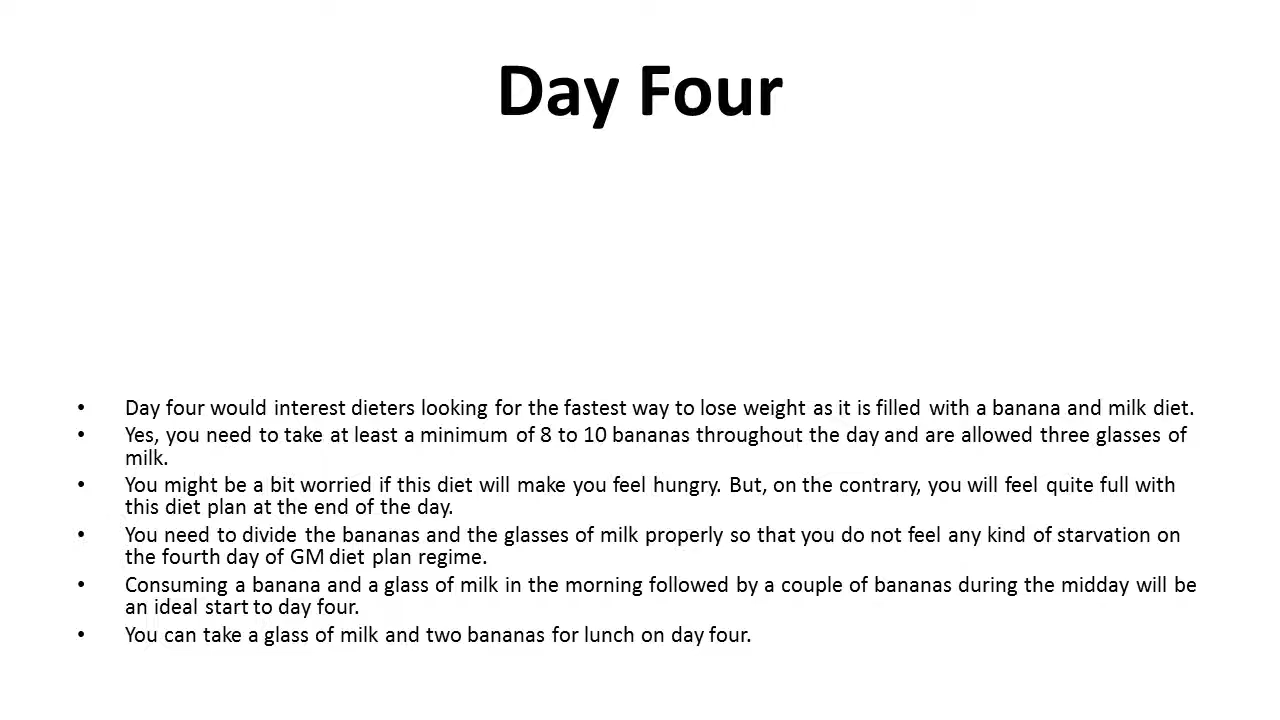 Day Four
• Day four would interest dieters looking for the fastest way to lose weight as it is filled with a banana and milk diet.
• Yes, you need to take at least a minimum of 8 to 10 bananas throughout the day and are allowed three glasses of
milk.
• You might be a bit worried if this diet will make you feel hungry. But, on the contrary, you will feel quite full with
this diet plan at the end of the day.
• You need to divide the bananas and the glasses of milk properly so that you do not feel any kind of starvation on
the fourth day of GM diet plan regime.
• Consuming a banana and a glass of milk in the morning followed by a couple of bananas during the midday will be
an ideal start to day four.
• You can take a glass of milk and two bananas for lunch on day four.